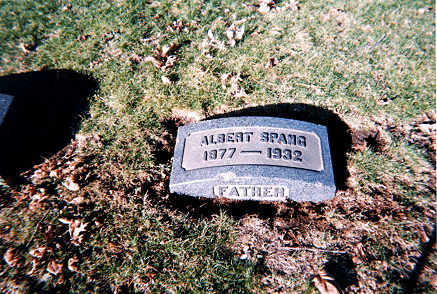 ALBERT SPANG
1877 — 1932
FATHER